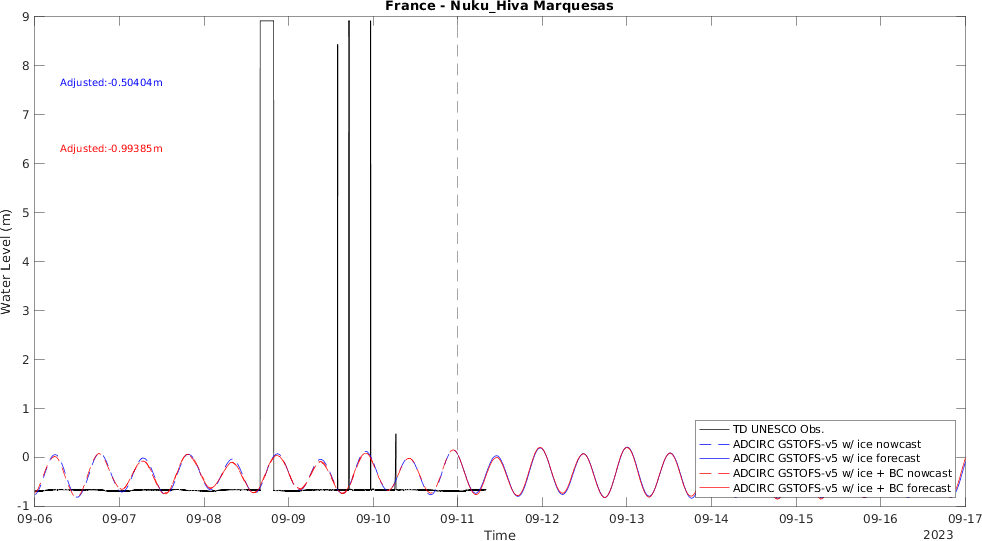 France - Nuku_Hiva Marquesas
9
8
7
6
5
4
3
2
1
0
-1
Water Level (m)
Adjusted:-0.50404m
Adjusted:-0.99385m
TD UNESCO Obs.
ADCIRC GSTOFS-v5 w/ ice nowcast
ADCIRC GSTOFS-v5 w/ ice forecast
ADCIRC GSTOFS-v5 w/ ice + BC nowcast
ADCIRC GSTOFS-v5 w/ ice + BC forecast
09-06 09-07 09-08 09-09 09-10 09-11 09-12 09-13 09-14 09-15 09-16 09-17
Time
2023